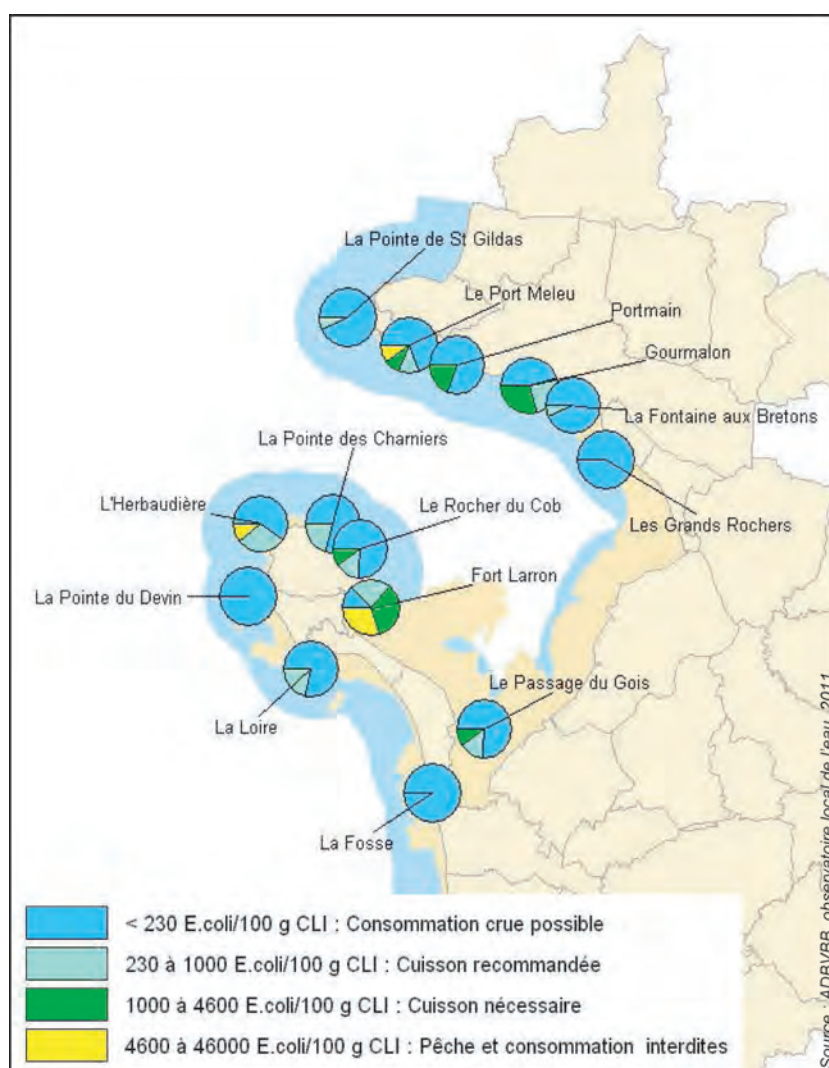 La Pointe de St Gildas
Le Port Meleu
Portmain
Gourmalon
La Fontaine aux Bretons
La Pointe des Charniers
L'Herbaudière
Le Rocher du Cob
Les Grands Rochers
Fort Larron
La Pointe du Devin
Le Passage du Gois
La Loire
La Fosse
< 230 E.coli/100 g CLI : Consommation crue possible
230 à 1000 E.coli/100 g CLI : Cuisson recommandée
1000 à 4600 E.coli/100 g CLI : Cuisson nécessaire
4600 à 46000 E.coli/100 g CLI : Pêche et consommation interdites
Source : ADBVBB, observatoire local de l'eau, 2011